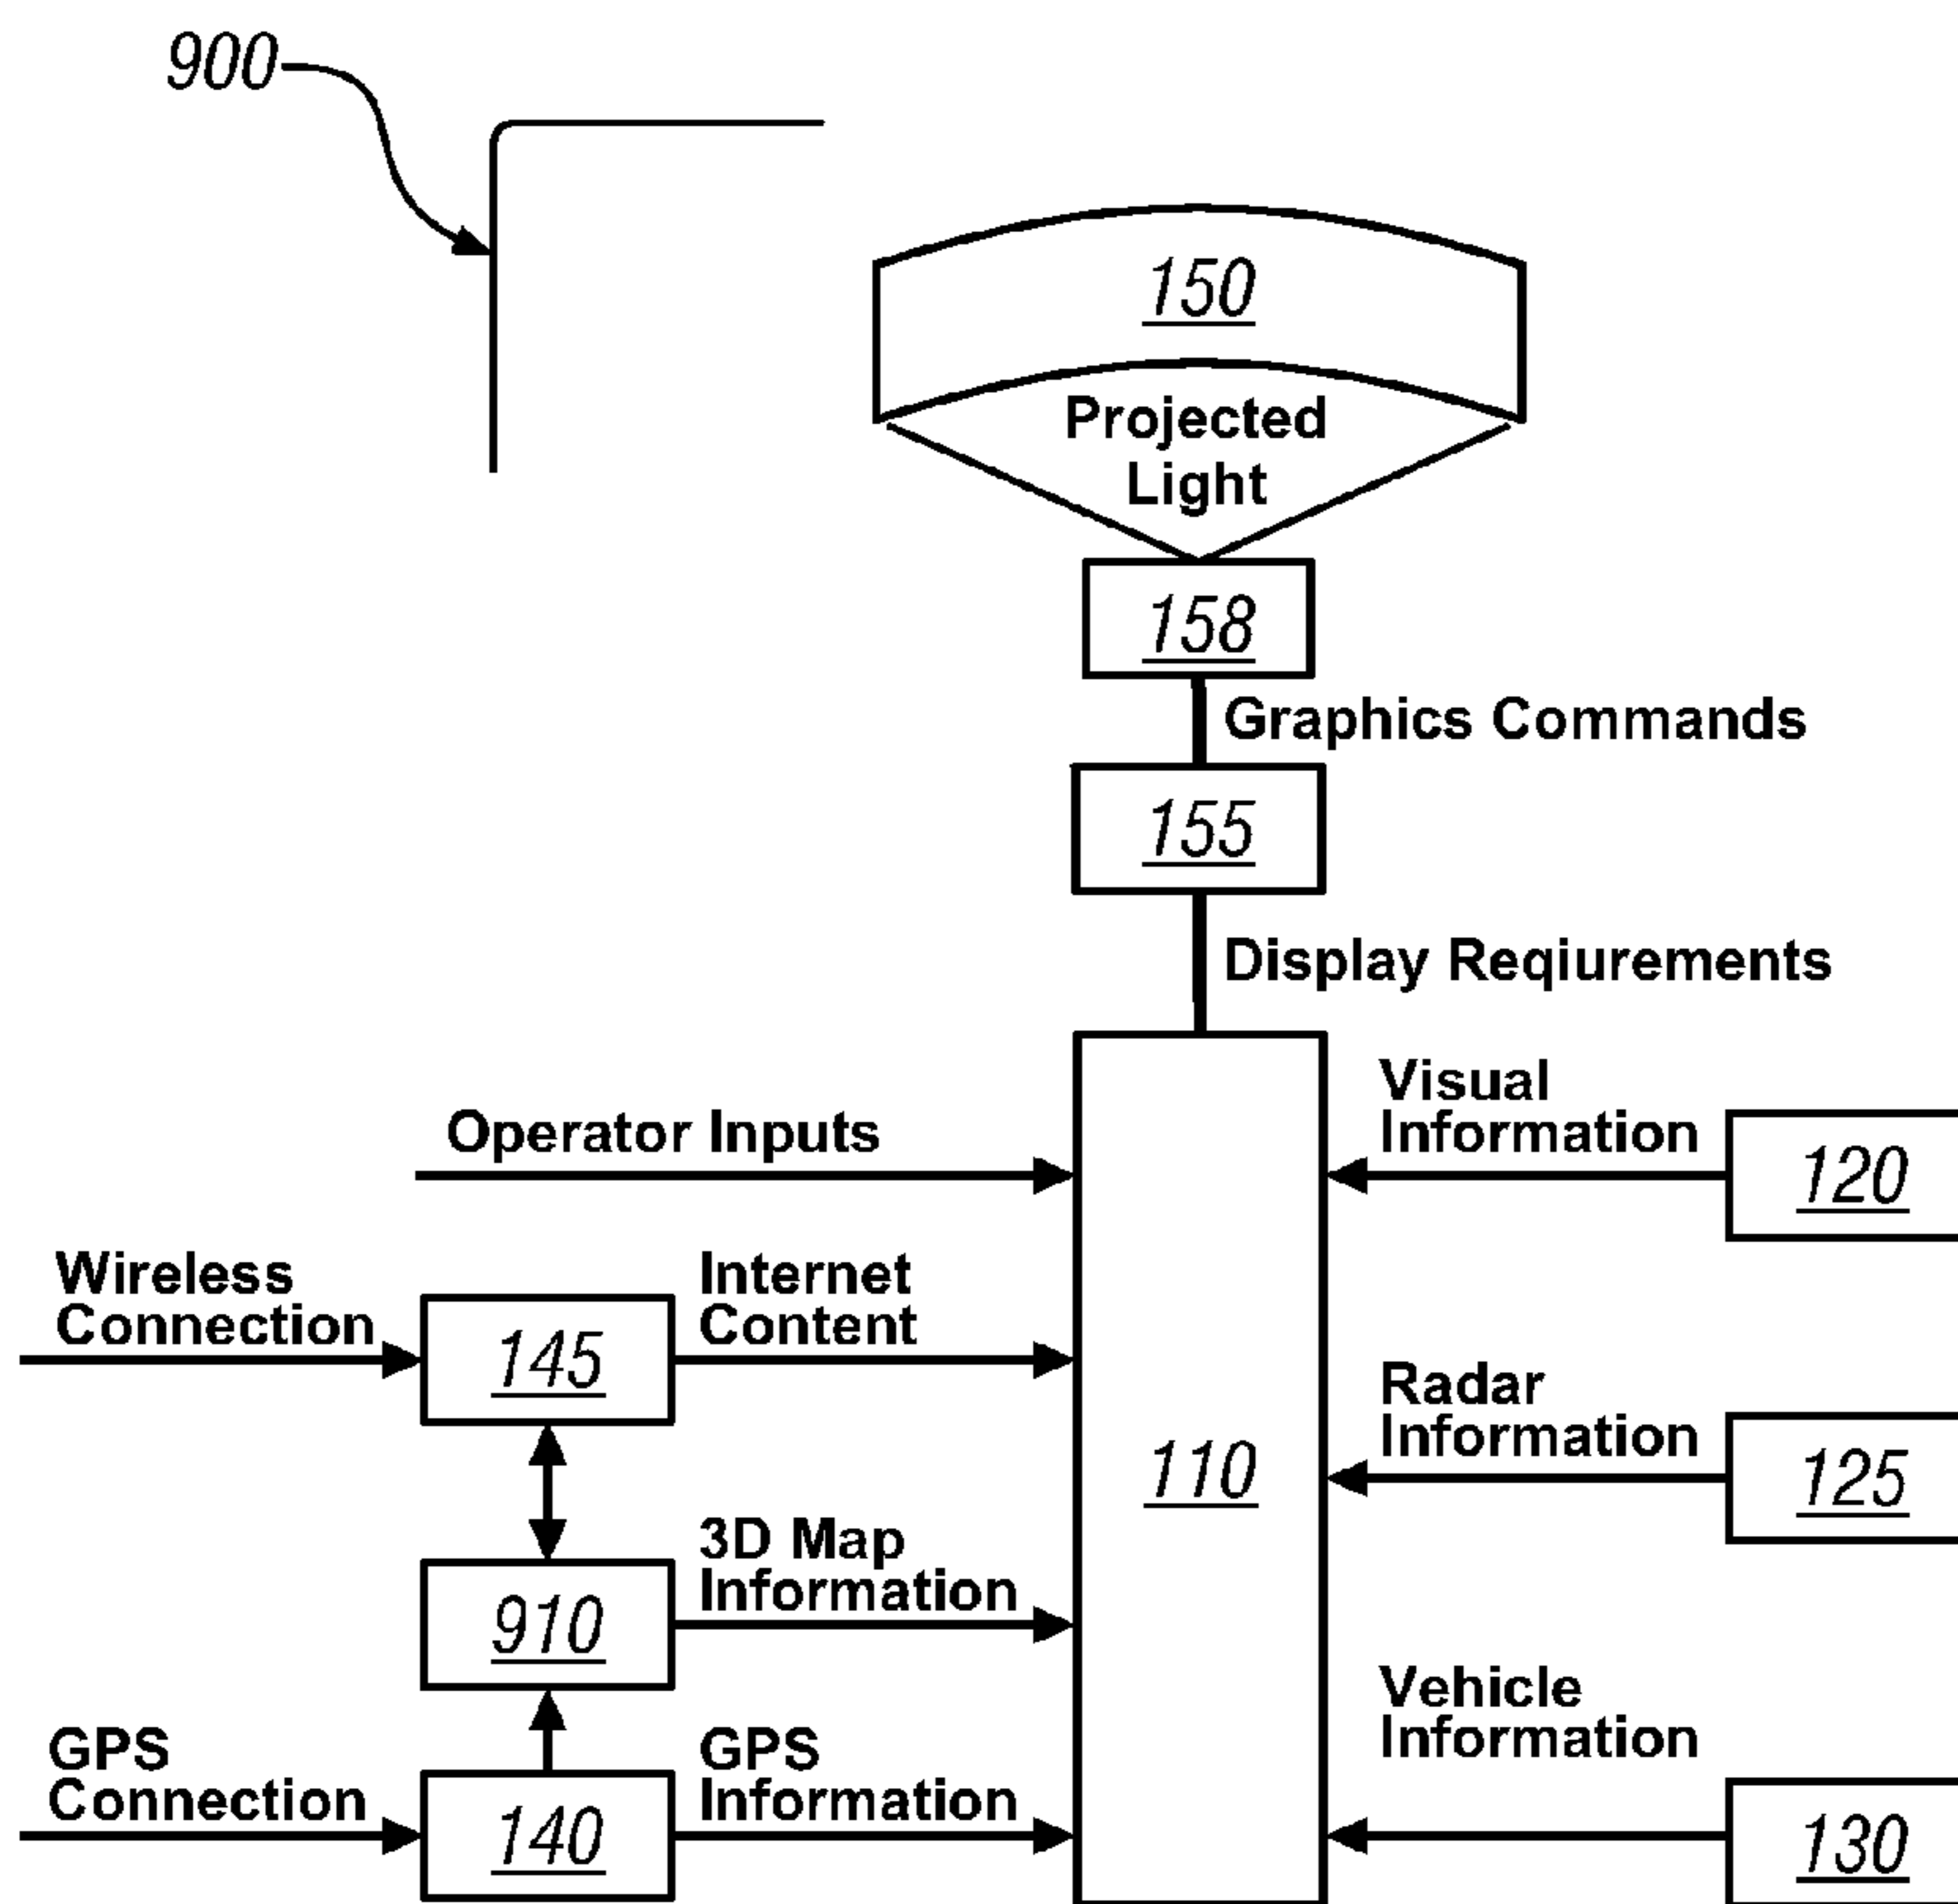 900
150
Projected
Light
158
Graphics Commands
155
Display Reqiurements
Operator Inputs
Visual
Information
120
Wireless
Connection
145
Internet
Content
Radar
Information
125
110
910
3D Map
Information
Vehicle
Information
GPS
Connection
140
GPS
Information
130